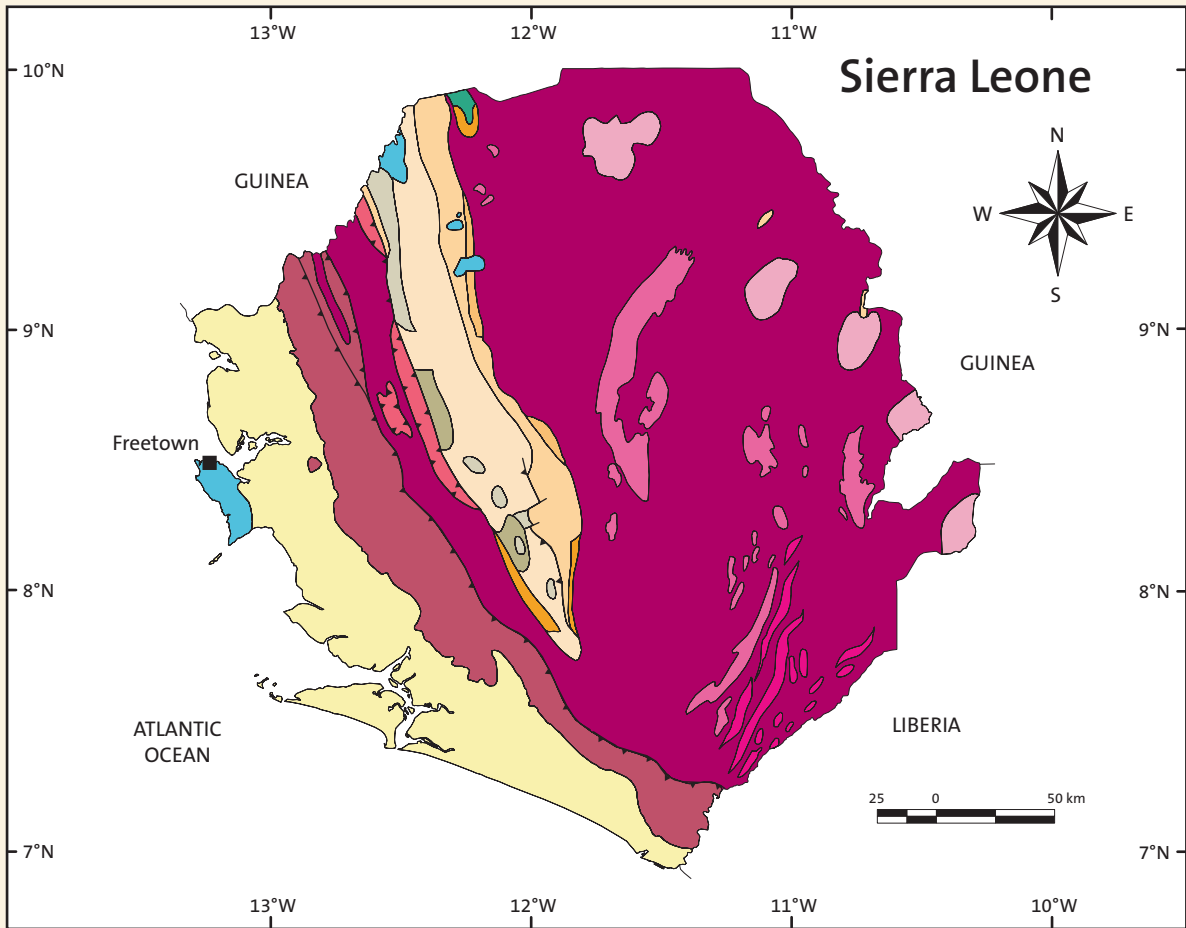 13°W 12°W 11°W
10°N
Sierra Leone
N
GUINEA
W E
S
9°N 9°N
GUINEA
Freetown
8°N 8°N
ATLANTIC
OCEAN
LIBERIA
25 0 50 km
7°N 7°N
13°W 12°W 11°W 10°W